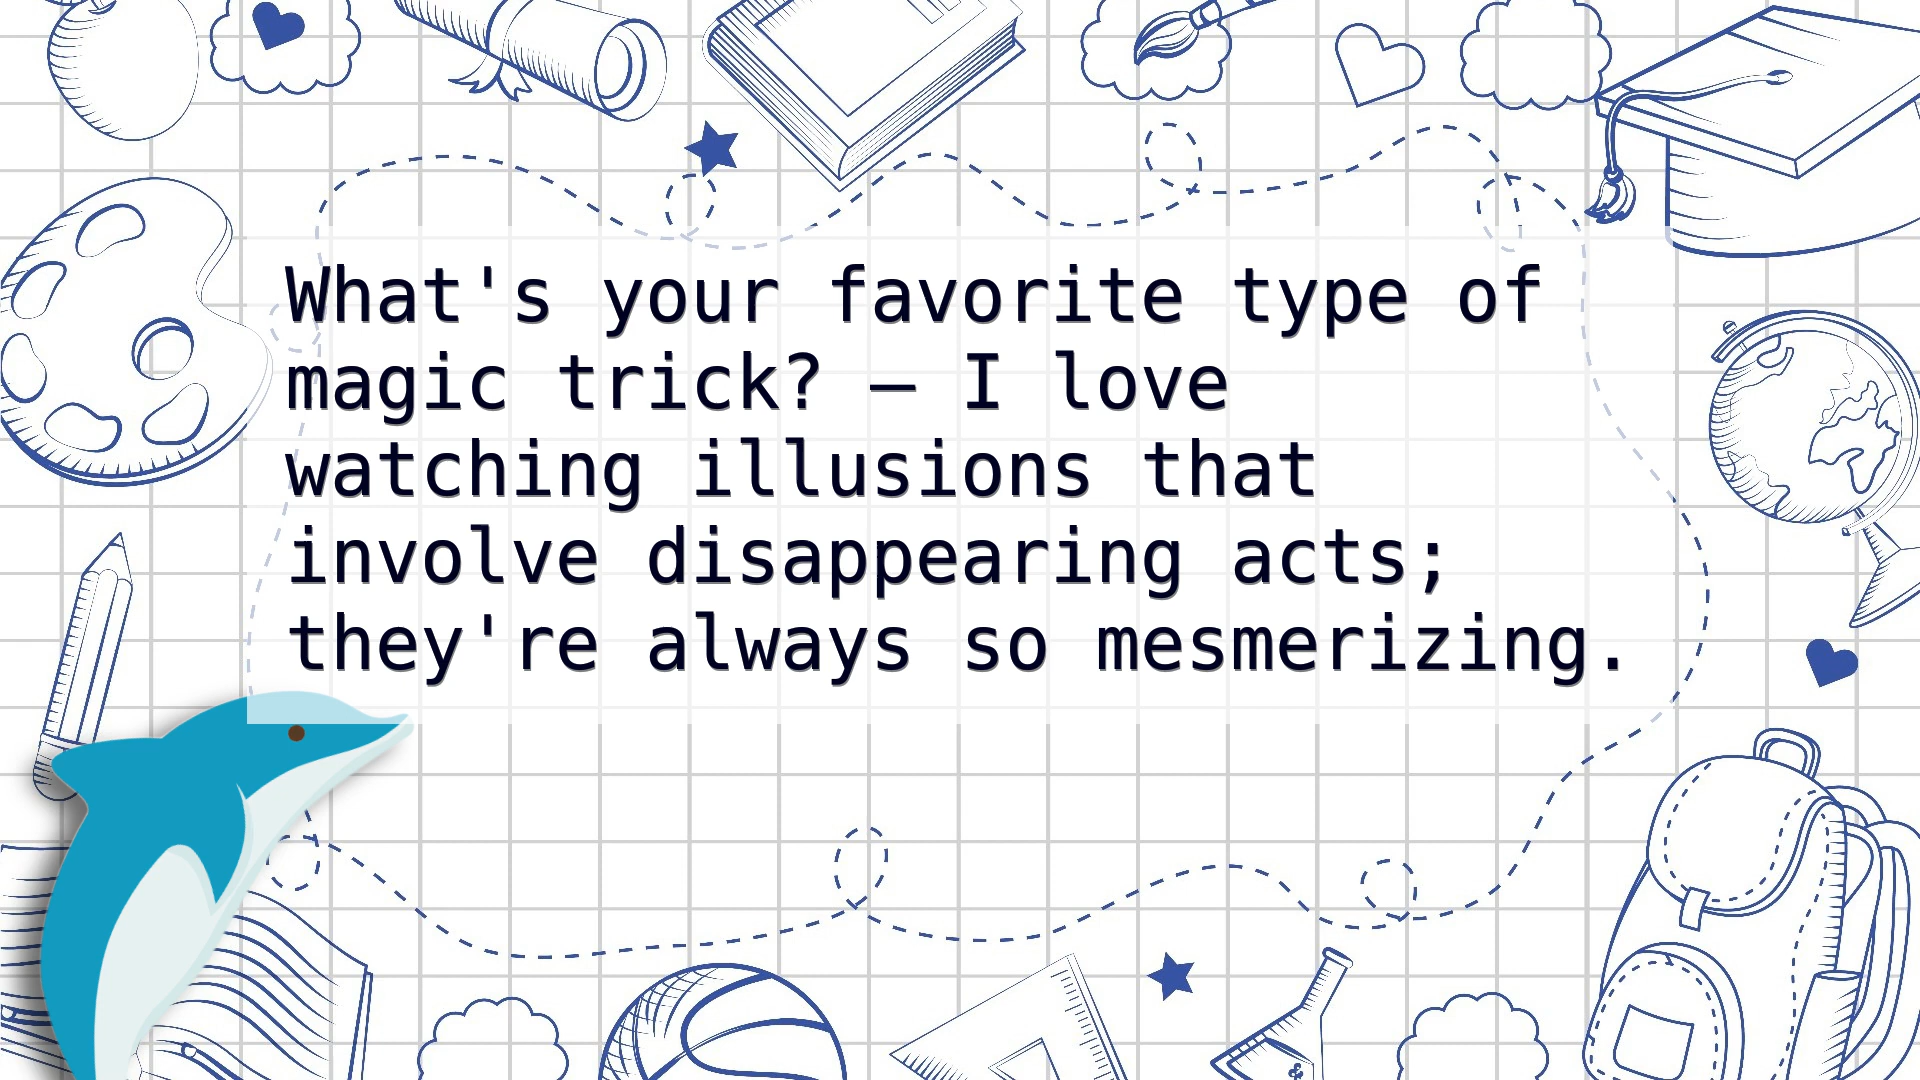 What's your favorite type of
magic trick? – I love
watching illusions that
involve disappearing acts;
they're always so mesmerizing.